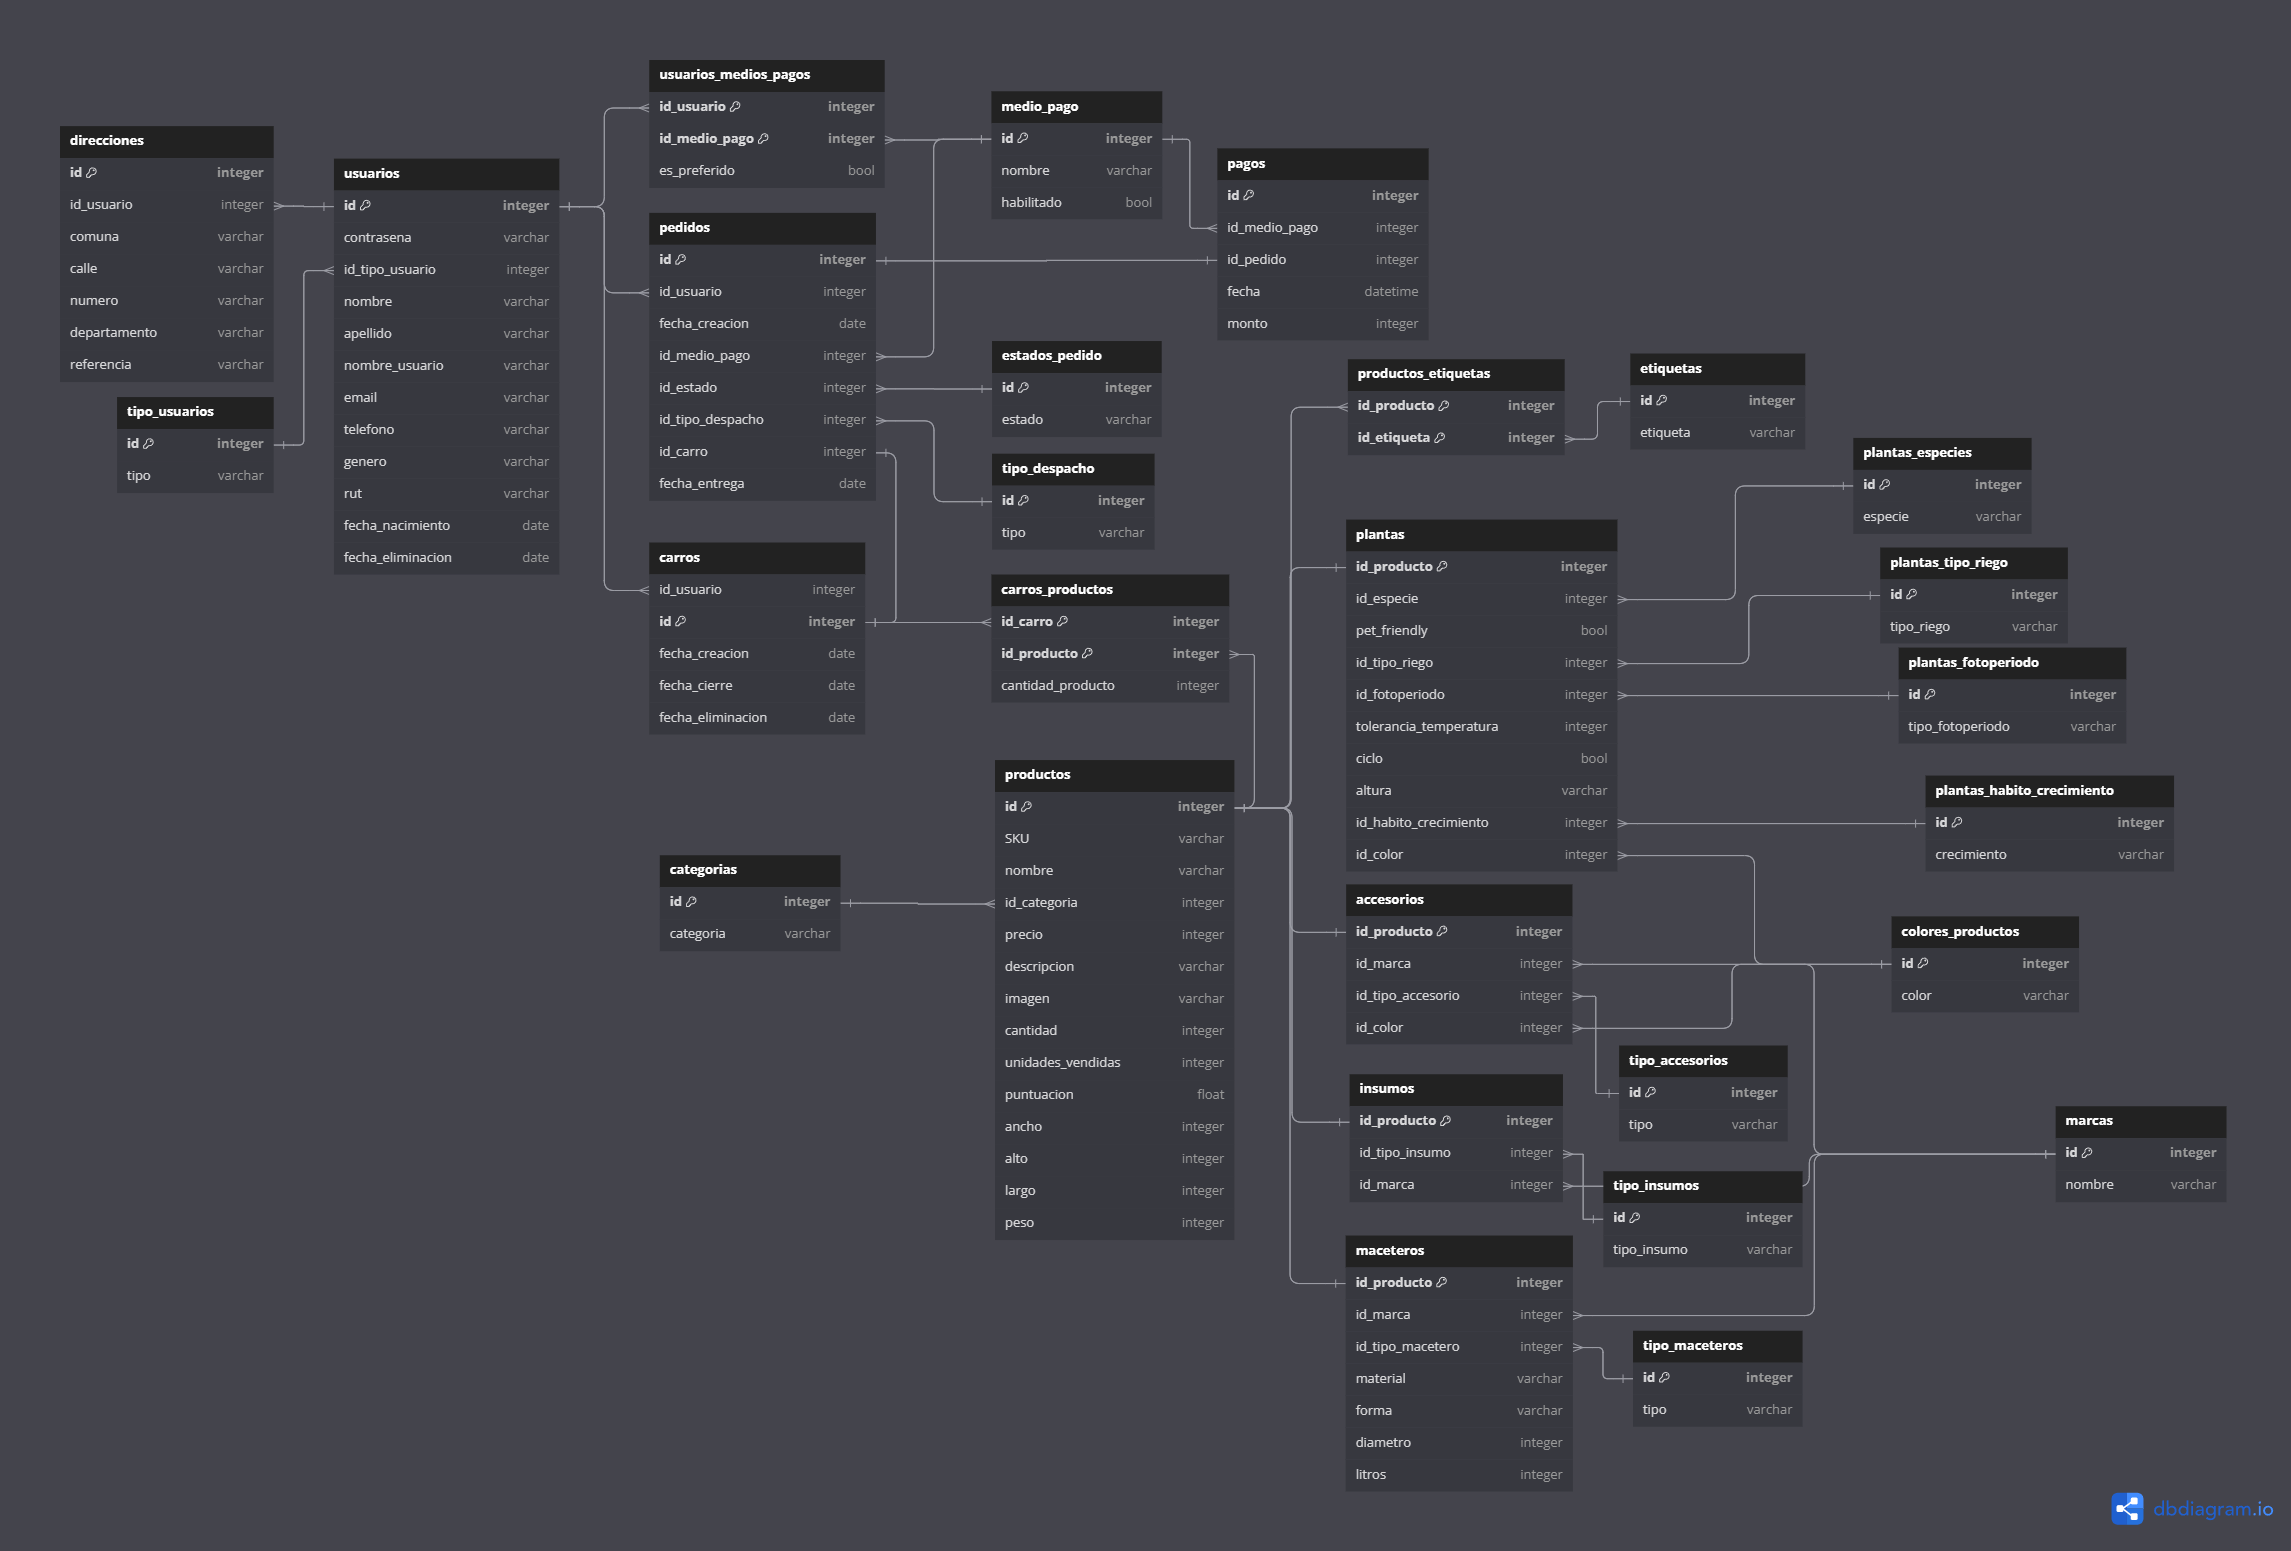 direcciones
id integer
id_usuario integer
comuna varchar
calle varchar
numero varchar
departamento varchar
referencia varchar
tipo_usuarios
id integer
tipo varchar
usuarios
id integer
contrasena varchar
id_tipo_usuario integer
nombre varchar
apellido varchar
nombre_usuario varchar
email varchar
telefono varchar
genero varchar
rut varchar
fecha_nacimiento date
fecha_eliminacion date
usuarios_medios_pagos
id_usuario integer
id_medio_pago integer
es_preferido bool
pedidos
id integer
id_usuario integer
fecha_creacion date
id_medio_pago integer
id_estado integer
id_tipo_despacho integer
id_carro integer
fecha_entrega date
carros
id_usuario integer
id integer
fecha_creacion date
fecha_cierre date
fecha_eliminacion date
categorias
id integer
categoria varchar
medio_pago
id integer
nombre varchar
habilitado bool
pagos
id integer
id_medio_pago integer
id_pedido integer
fecha datetime
monto integer
estados_pedido
id integer
estado varchar
tipo_despacho
id integer
tipo varchar
carros_productos
id_carro integer
id_producto integer
cantidad_producto integer
productos
id integer
SKU varchar
nombre varchar
id_categoria integer
precio integer
descripcion varchar
imagen varchar
cantidad integer
unidades_vendidas integer
puntuacion float
ancho integer
alto integer
largo integer
peso integer
productos_etiquetas
id_producto integer
id_etiqueta integer
etiquetas
id integer
etiqueta varchar
plantas
id_producto integer
id_especie integer
pet_friendly bool
id_tipo_riego integer
id_fotoperiodo integer
tolerancia_temperatura integer
ciclo bool
altura varchar
id_habito_crecimiento integer
id_color integer
plantas_especies
id integer
especie varchar
plantas_tipo_riego
id integer
tipo_riego varchar
plantas_fotoperiodo
id integer
tipo_fotoperiodo varchar
plantas_habito_crecimiento
id integer
crecimiento varchar
accesorios
id_producto integer
id_marca integer
id_tipo_accesorio integer
id_color integer
colores_productos
id integer
color varchar
tipo_accesorios
id integer
tipo varchar
insumos
id_producto integer
id_tipo_insumo integer
id_marca integer
tipo_insumos
id integer
tipo_insumo varchar
marcas
id integer
nombre varchar
maceteros
id_producto integer
id_marca integer
id_tipo_macetero integer
material varchar
forma varchar
diametro integer
litros integer
tipo_maceteros
id integer
tipo varchar
dbdiagram.io